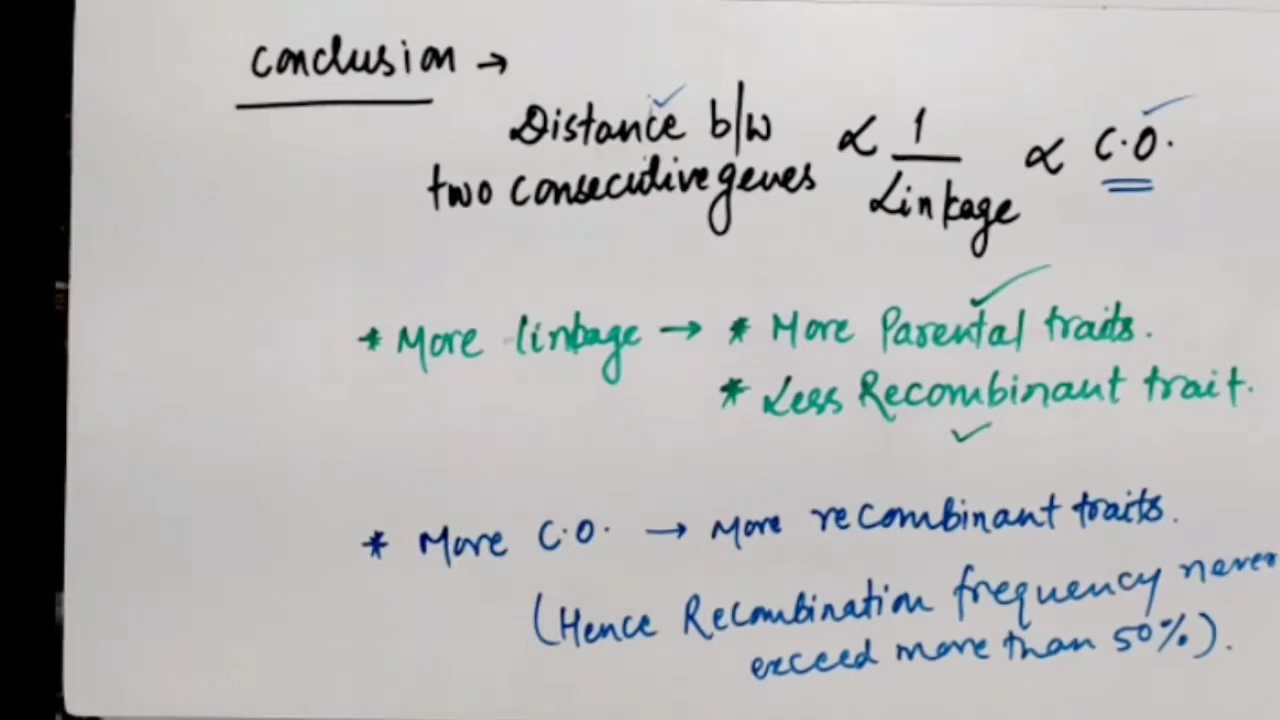 Conclusion →
Distance b/w two consecutive genes ∝ 1/Linkage ∝ C.O.
* More linkage → * More Parental traits.
* Less Recombinant trait.
* More C.O. → More recombinant traits.
(Hence Recombination frequency never
exceed more than 50%).